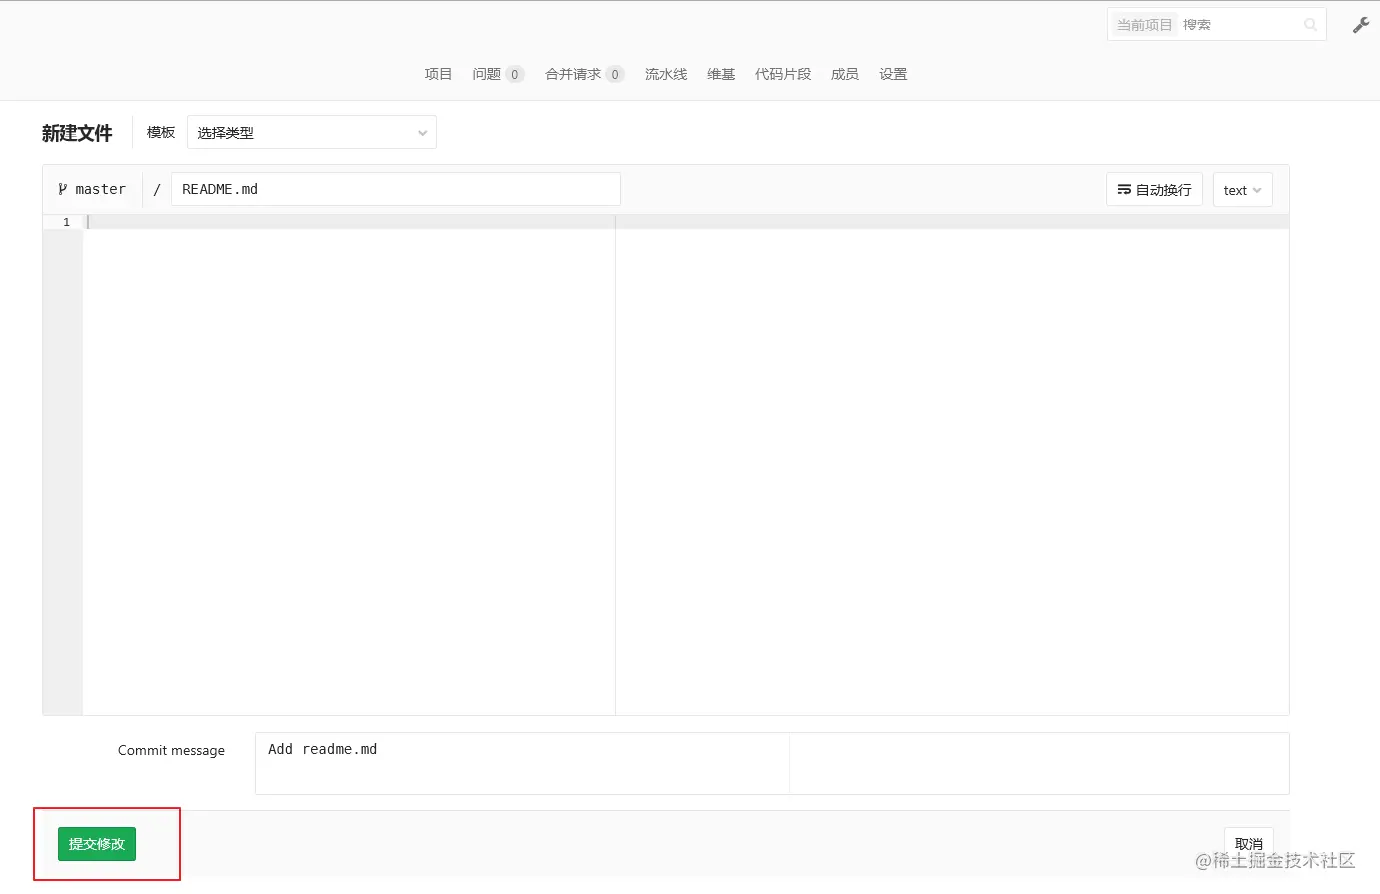 当前项目 搜索
项目 问题 0 合并请求 0 流水线 维基 代码片段 成员 设置
新建文件 模板 选择类型
master / README.md 自动换行 text
1
Commit message Add readme.md
提交修改 取消
@稀土掘金技术社区